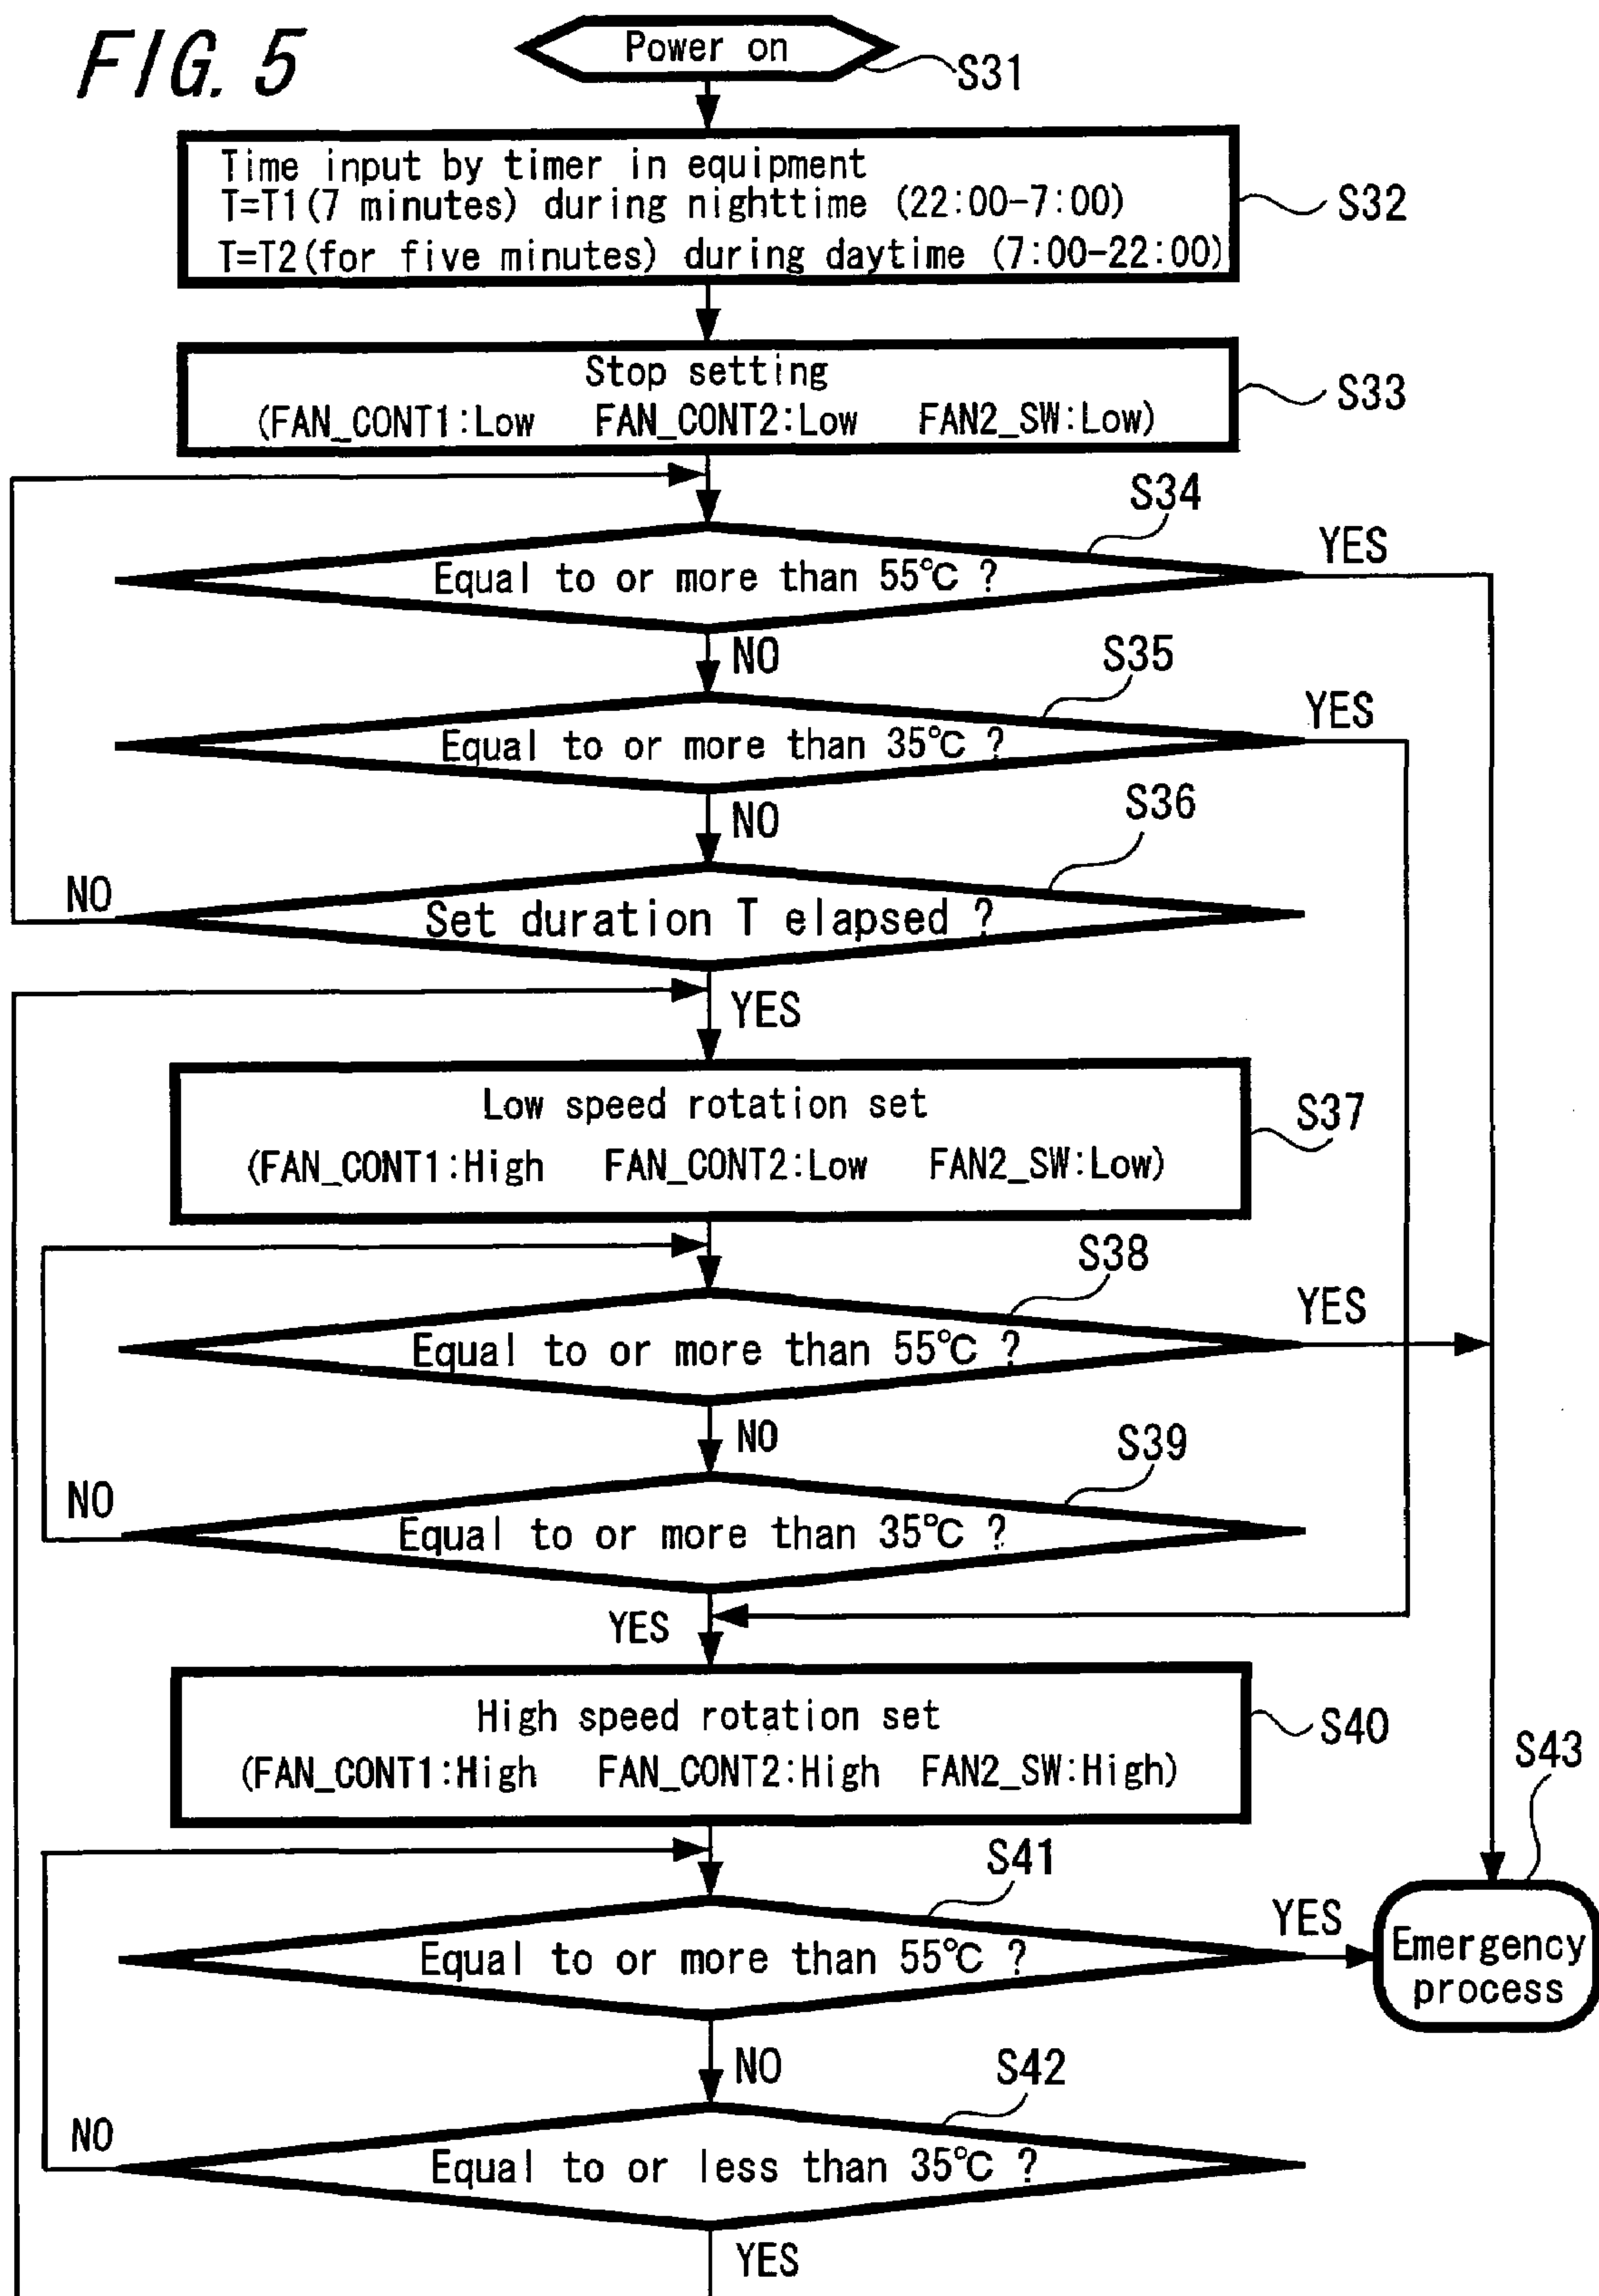 FIG. 5
Power on
S31
Time input by timer in equipment
T=T1(7 minutes) during nighttime (22:00-7:00)
T=T2(for five minutes) during daytime (7:00-22:00)
S32
Stop setting
(FAN_CONT1:Low FAN_CONT2:Low FAN2_SW:Low)
S33
S34
Equal to or more than 55℃ ?
YES
NO
S35
Equal to or more than 35℃ ?
YES
NO
S36
Set duration T elapsed ?
NO
YES
Low speed rotation set
(FAN_CONT1:High FAN_CONT2:Low FAN2_SW:Low)
S37
S38
Equal to or more than 55℃ ?
YES
NO
S39
Equal to or more than 35℃ ?
NO
YES
High speed rotation set
(FAN_CONT1:High FAN_CONT2:High FAN2_SW:High)
S40
S43
Emergency
process
S41
Equal to or more than 55℃ ?
YES
NO
S42
Equal to or less than 35℃ ?
NO
YES